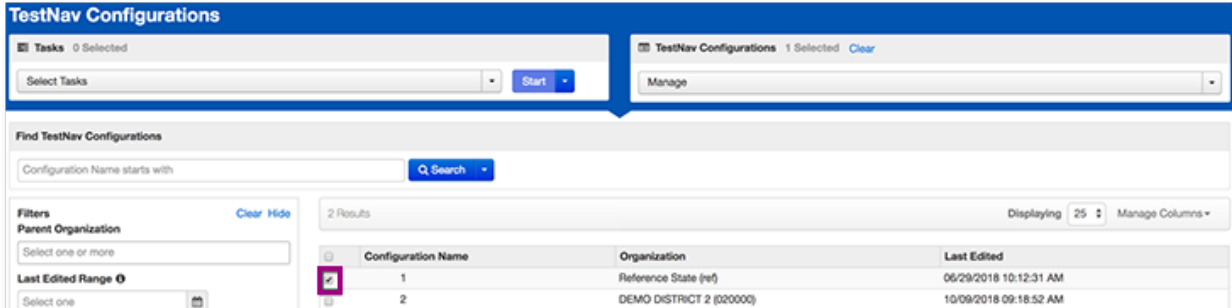 TestNav Configurations
Tasks 0 Selected
TestNav Configurations 1 Selected Clear
Select Tasks
Start
Manage
Find TestNav Configurations
Configuration Name starts with
Search
Filters Clear Hide
Parent Organization
Select one or more
Last Edited Range
Select one
2 Results
Displaying 25 Manage Columns
Configuration Name Organization Last Edited
1 Reference State (ref) 06/29/2018 10:12:31 AM
2 DEMO DISTRICT 2 (020000) 10/09/2018 09:18:52 AM